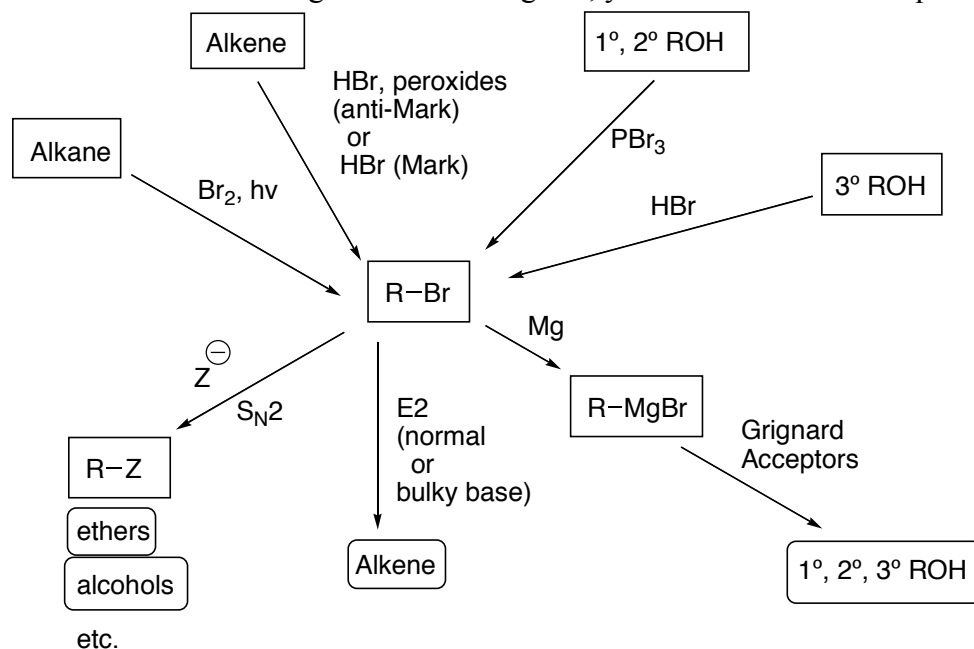 Alkene
1º, 2º ROH
HBr, peroxides
(anti-Mark)
or
HBr (Mark)
PBr3
Alkane
Br2, hv
3º ROH
HBr
R–Br
Mg
Z
–
SN2
E2
(normal
or
bulky base)
R–MgBr
Grignard
Acceptors
R–Z
ethers
alcohols
etc.
Alkene
1º, 2º, 3º ROH